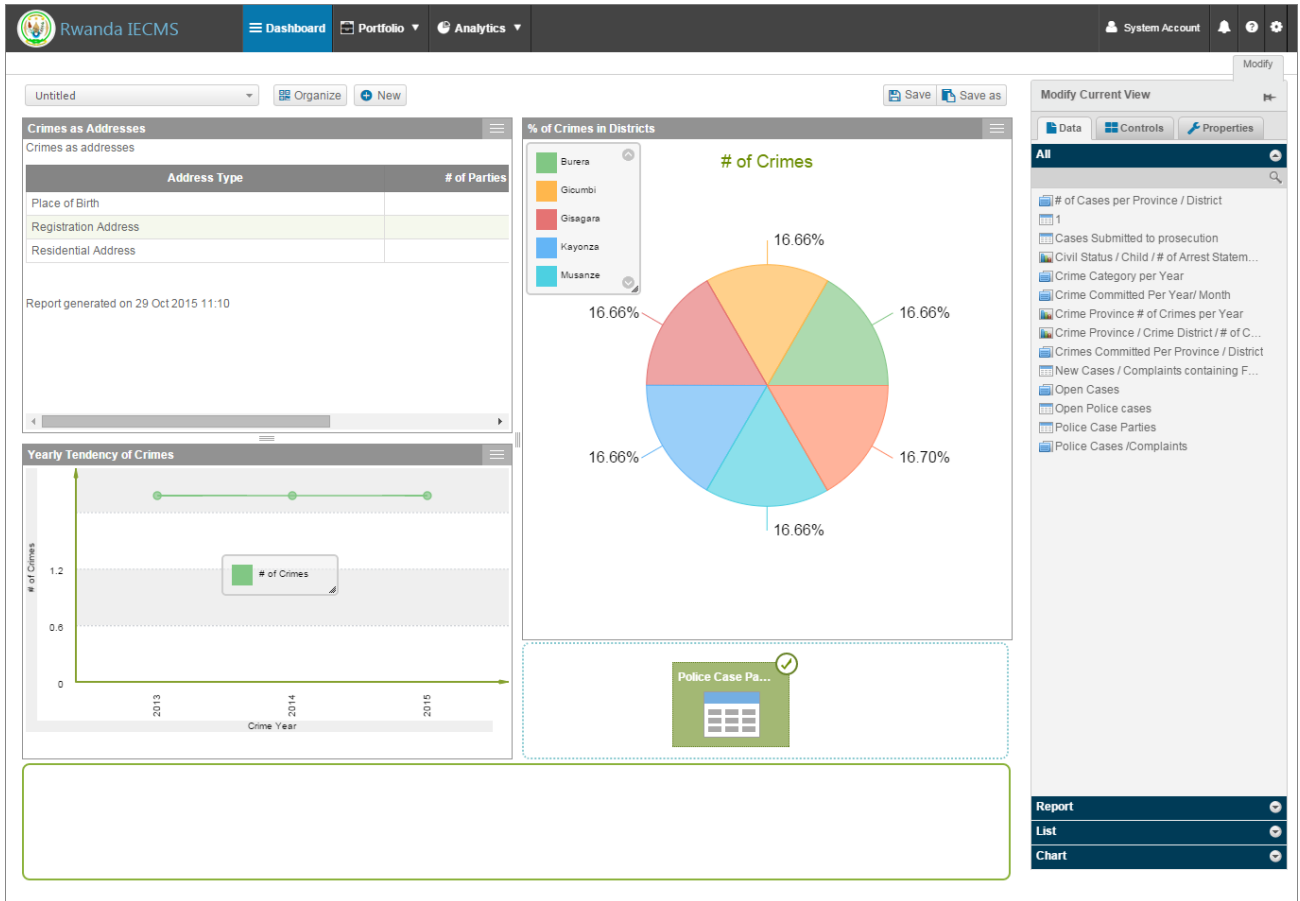 Rwanda IECMS
Dashboard
Portfolio
Analytics
System Account
Modify
Untitled
Organize
New
Save
Save as
Crimes as Addresses
Crimes as addresses
Address Type # of Parties
Place of Birth
Registration Address
Residential Address
Report generated on 29 Oct 2015 11:10
Yearly Tendency of Crimes
# of Crimes
1.2
0.6
0
# of Crimes
2013 2014 2015
Crime Year
% of Crimes in Districts
Burera
Gicumbi
Gisagara
Kayonza
Musanze
# of Crimes
16.66%
16.66% 16.66%
16.66% 16.70%
16.66%
Police Case Pa...
Modify Current View
Data Controls Properties
All
# of Cases per Province / District
1
Cases Submitted to prosecution
Civil Status / Child / # of Arrest Statem...
Crime Category per Year
Crime Committed Per Year/ Month
Crime Province # of Crimes per Year
Crime Province / Crime District / # of C...
Crimes Committed Per Province / District
New Cases / Complaints containing F...
Open Cases
Open Police cases
Police Case Parties
Police Cases /Complaints
Report
List
Chart